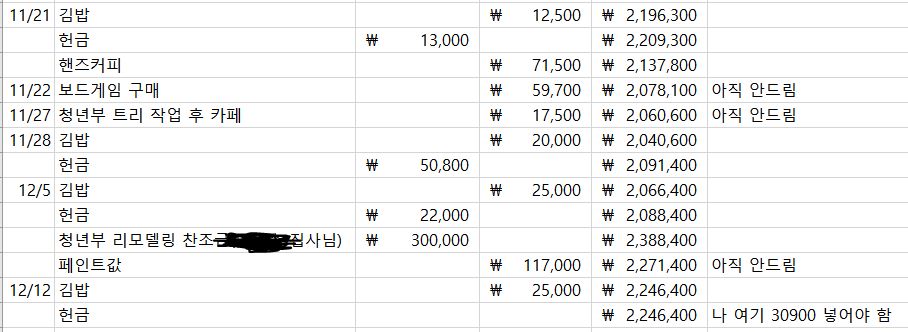 11/21 김밥 ₩ 12,500 ₩ 2,196,300
헌금 ₩ 13,000 ₩ 2,209,300
핸즈커피 ₩ 71,500 ₩ 2,137,800
11/22 보드게임 구매 ₩ 59,700 ₩ 2,078,100 아직 안드림
11/27 청년부 트리 작업 후 카페 ₩ 17,500 ₩ 2,060,600 아직 안드림
11/28 김밥 ₩ 20,000 ₩ 2,040,600
헌금 ₩ 50,800 ₩ 2,091,400
12/5 김밥 ₩ 25,000 ₩ 2,066,400
헌금 ₩ 22,000 ₩ 2,088,400
청년부 리모델링 찬조금 집사님) ₩ 300,000 ₩ 2,388,400
페인트값 ₩ 117,000 ₩ 2,271,400 아직 안드림
12/12 김밥 ₩ 25,000 ₩ 2,246,400
헌금 ₩ 2,246,400 나 여기 30900 넣어야 함